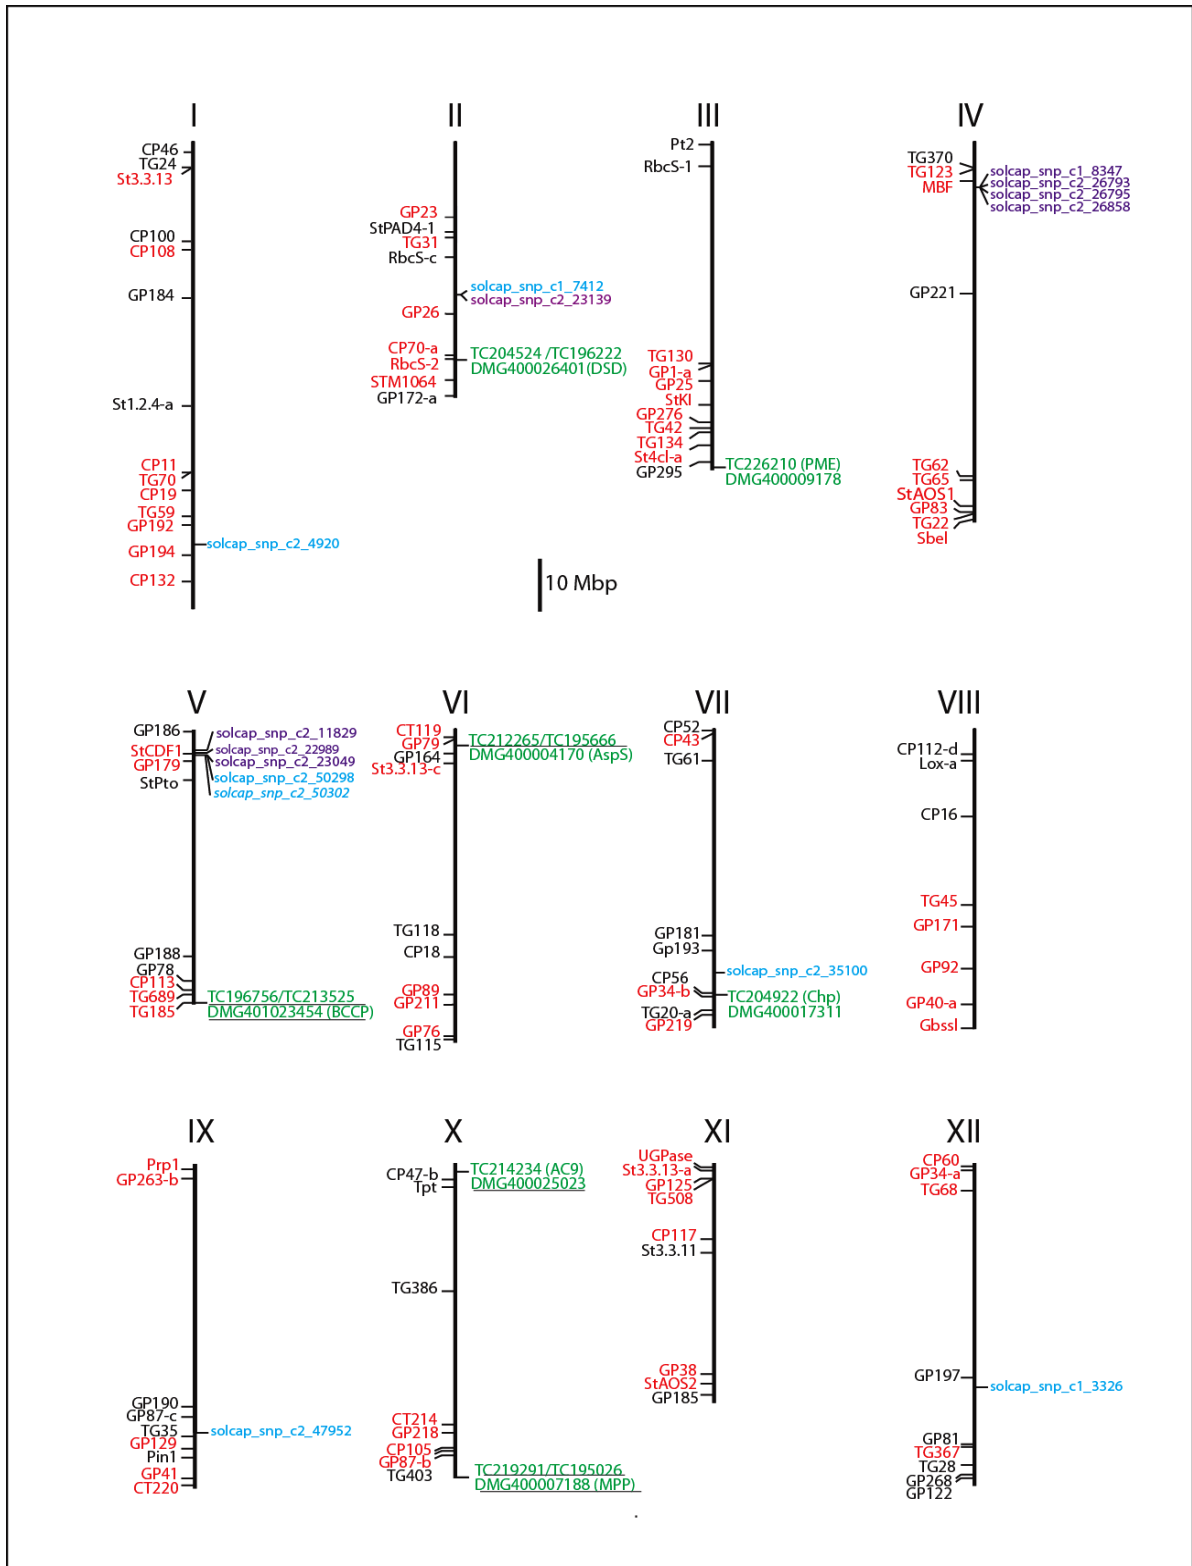 I
CP46
TG24
St3.3.13
CP100
CP108
GP184
St1.2.4-a
CP11
TG70
CP19
TG59
GP192
GP194
CP132
solcap_snp_c2_4920
II
GP23
StPAD4-1
TG31
RbcS-c
GP26
CP70-a
RbcS-2
STM1064
GP172-a
solcap_snp_c1_7412
solcap_snp_c2_23139
TC204524 /TC196222
DMG400026401(DSD)
III
Pt2
RbcS-1
TG130
GP1-a
GP25
StKI
GP276
TG42
TG134
St4cl-a
GP295
TC226210 (PME)
DMG400009178
IV
TG370
TG123
MBF
GP221
TG62
TG65
StAOS1
GP83
TG22
SbeI
solcap_snp_c1_8347
solcap_snp_c2_26793
solcap_snp_c2_26795
solcap_snp_c2_26858
10 Mbp
V
GP186
StCDF1
GP179
StPto
GP188
GP78
CP113
TG689
TG185
solcap_snp_c2_11829
solcap_snp_c2_22989
solcap_snp_c2_23049
solcap_snp_c2_50298
solcap_snp_c2_50302
TC196756/TC213525
DMG401023454 (BCCP)
VI
CT119
GP79
GP164
St3.3.13-c
TG118
CP18
GP89
GP211
GP76
TG115
TC212265/TC195666
DMG400004170 (AspS)
VII
CP52
CP43
TG61
GP181
Gp193
CP56
GP34-b
TG20-a
GP219
solcap_snp_c2_35100
TC204922 (Chp)
DMG400017311
VIII
CP112-d
Lox-a
CP16
TG45
GP171
GP92
GP40-a
GbssI
IX
Prp1
GP263-b
GP190
GP87-c
TG35
GP129
Pin1
GP41
CT220
solcap_snp_c2_47952
X
CP47-b
Tpt
TG386
CT214
GP218
CP105
GP87-b
TG403
TC214234 (AC9)
DMG400025023
TC219291/TC195026
DMG400007188 (MPP)
XI
UGPase
St3.3.13-a
GP125
TG508
CP117
St3.3.11
GP38
StAOS2
GP185
XII
CP60
GP34-a
TG68
GP197
GP81
TG367
TG28
GP268
GP122
solcap_snp_c1_3326